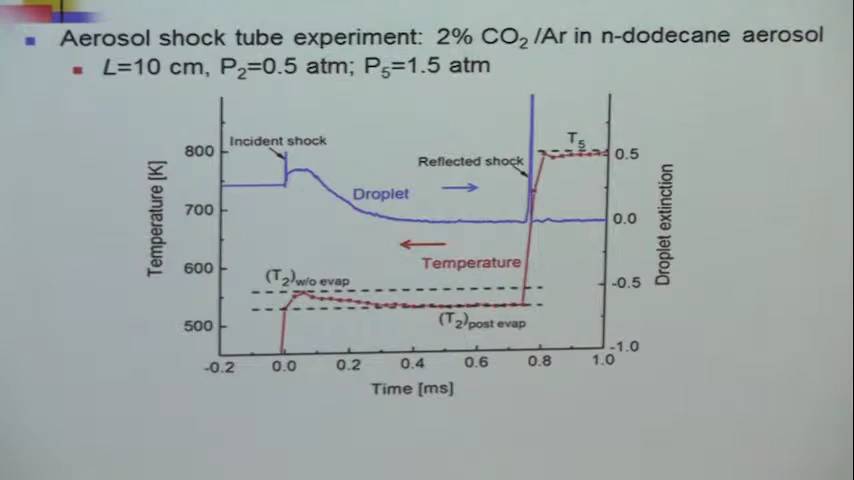 Aerosol shock tube experiment: 2% CO₂ /Ar in n-dodecane aerosol
L=10 cm, P₂=0.5 atm; P₅=1.5 atm
Incident shock
T₅
800
0.5
Reflected shock
Droplet
700
0.0
Temperature [K]
Droplet extinction
Temperature
600
(T₂)w/o evap
-0.5
500
(T₂)post evap
-1.0
-0.2
0.0
0.2
0.4
0.6
0.8
1.0
Time [ms]